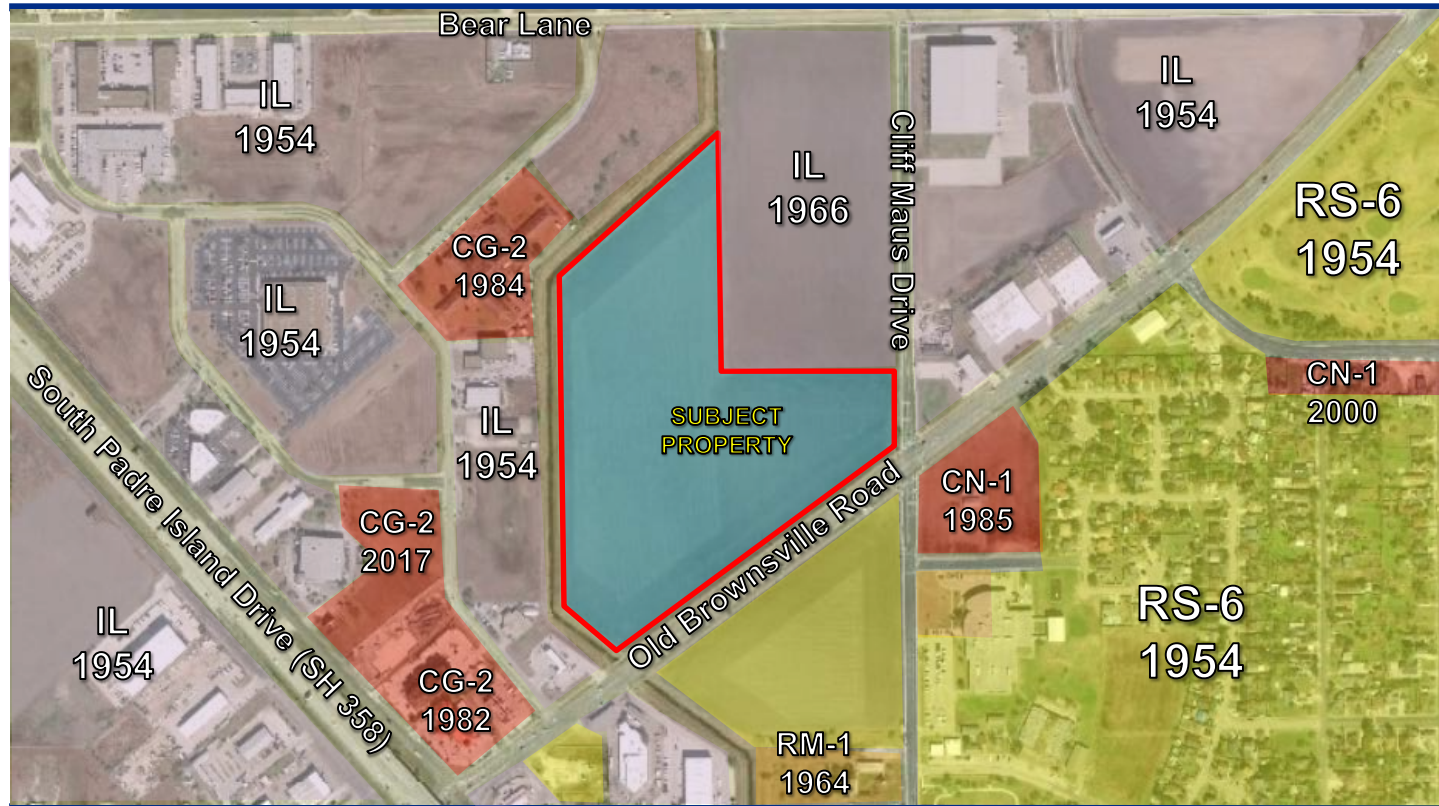 Bear Lane
IL
1954
IL
1954
IL
1966
Cliff Maus Drive
RS-6
1954
CG-2
1984
IL
1954
CN-1
2000
South Padre Island Drive (SH 358)
IL
1954
SUBJECT
PROPERTY
CN-1
1985
Old Brownsville Road
CG-2
2017
IL
1954
RS-6
1954
CG-2
1982
RM-1
1964